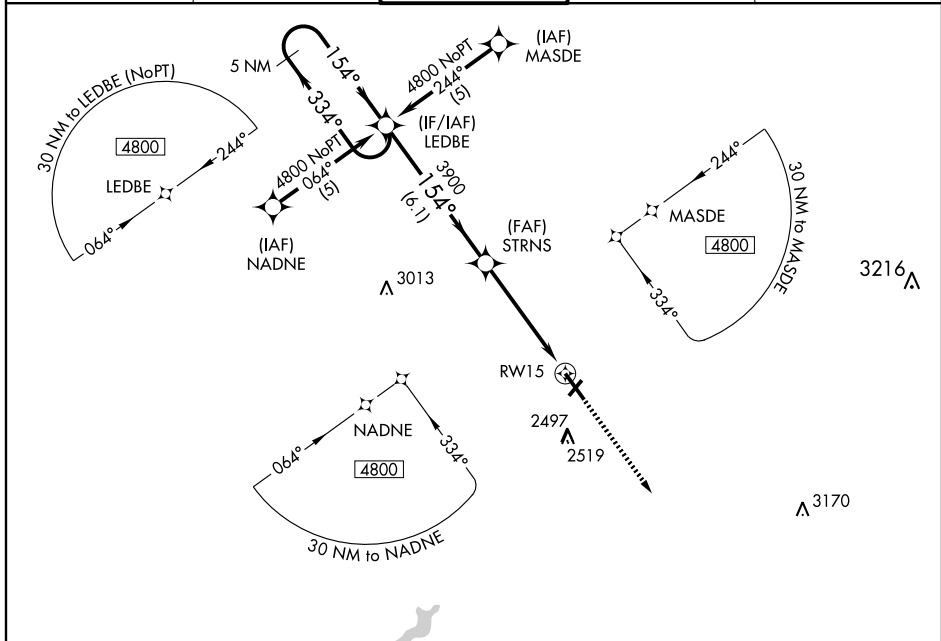 5 NM
154°
334°
4800 NoPT
244°
(5)
(IAF)
MASDE
(IF/IAF)
LEDBE
4800 NoPT
064°
(5)
(IAF)
NADNE
30 NM to LEDBE (NoPT)
4800
LEDBE
244°
064°
3900
154°
(6.1)
(FAF)
STRNS
3013
244°
MASDE
4800
30 NM to MASDE
334°
3216
RW15
2497
2519
NADNE
064°
334°
4800
30 NM to NADNE
3170